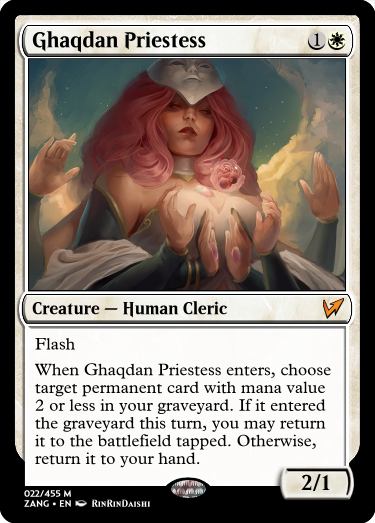 Ghaqdan Priestess 1
Creature — Human Cleric
Flash
When Ghaqdan Priestess enters, choose
target permanent card with mana value
2 or less in your graveyard. If it entered
the graveyard this turn, you may return
it to the battlefield tapped. Otherwise,
return it to your hand.
2/1
022/455 M
ZANG • EN RinRinDaishi